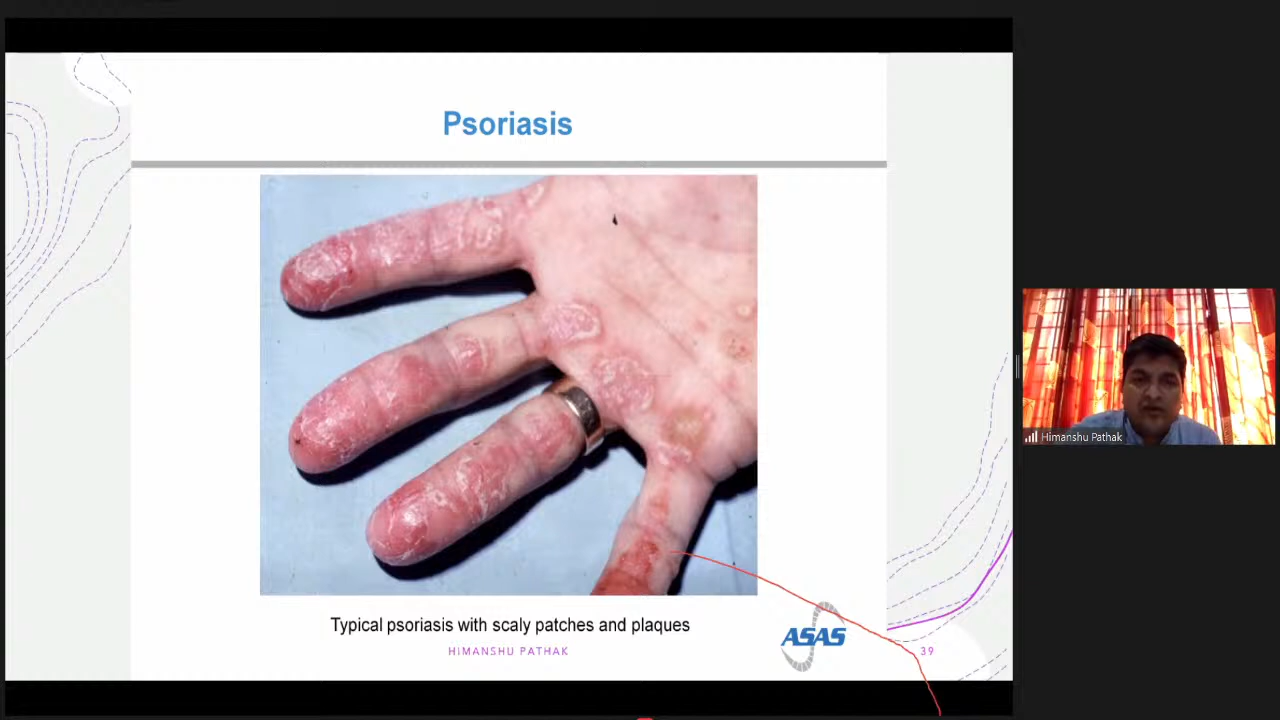 Psoriasis
Typical psoriasis with scaly patches and plaques
ASAS
HiMANSHU PATHAK
39
Himanshu Pathak